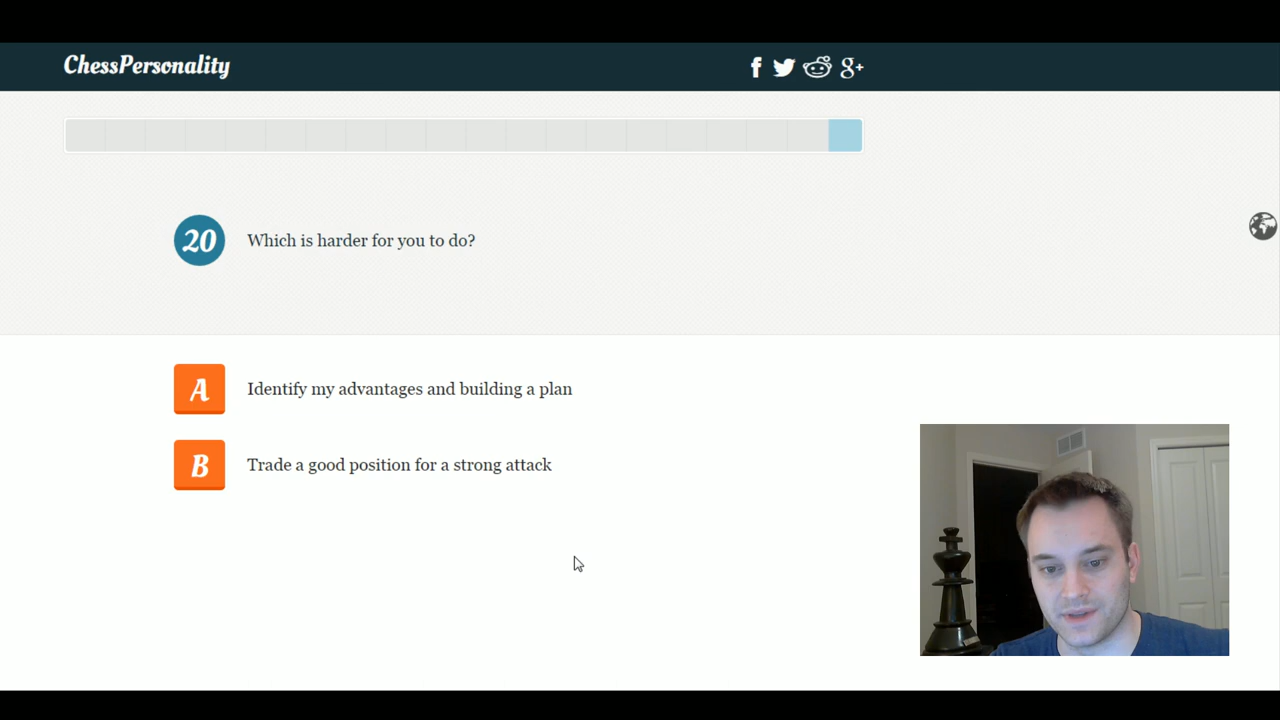 ChessPersonality
20 Which is harder for you to do?
A Identify my advantages and building a plan
B Trade a good position for a strong attack